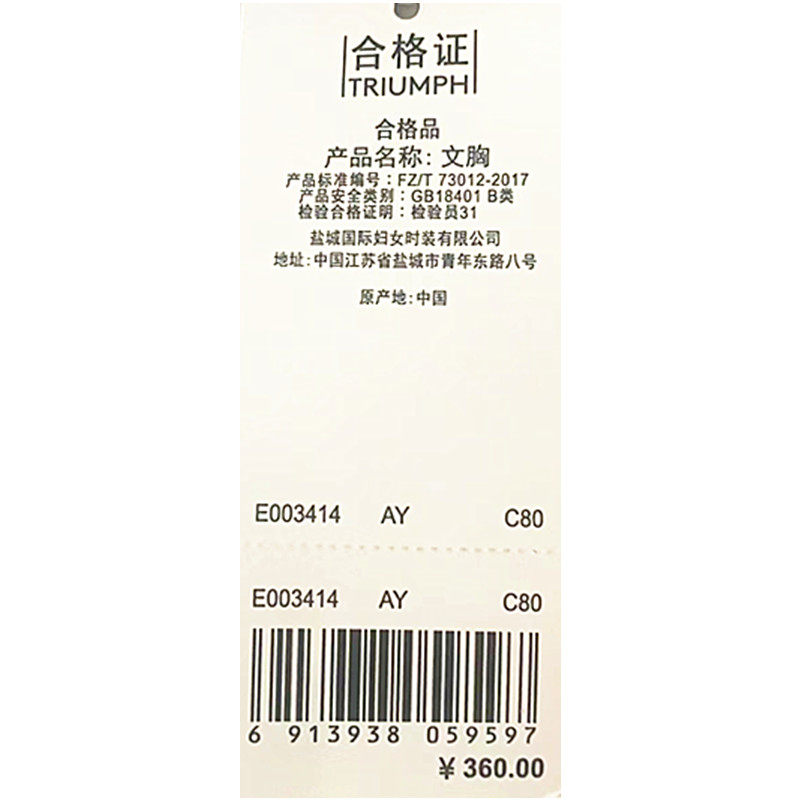 合格证
TRIUMPH
合格品
产品名称: 文胸
产品标准编号: FZ/T 73012-2017
产品安全类别: GB18401 B类
检验合格证明: 检验员31
盐城国际妇女时装有限公司
地址: 中国江苏省盐城市青年东路八号
原产地: 中国
E003414 AY C80
E003414 AY C80
6 913938 059597
¥ 360.00